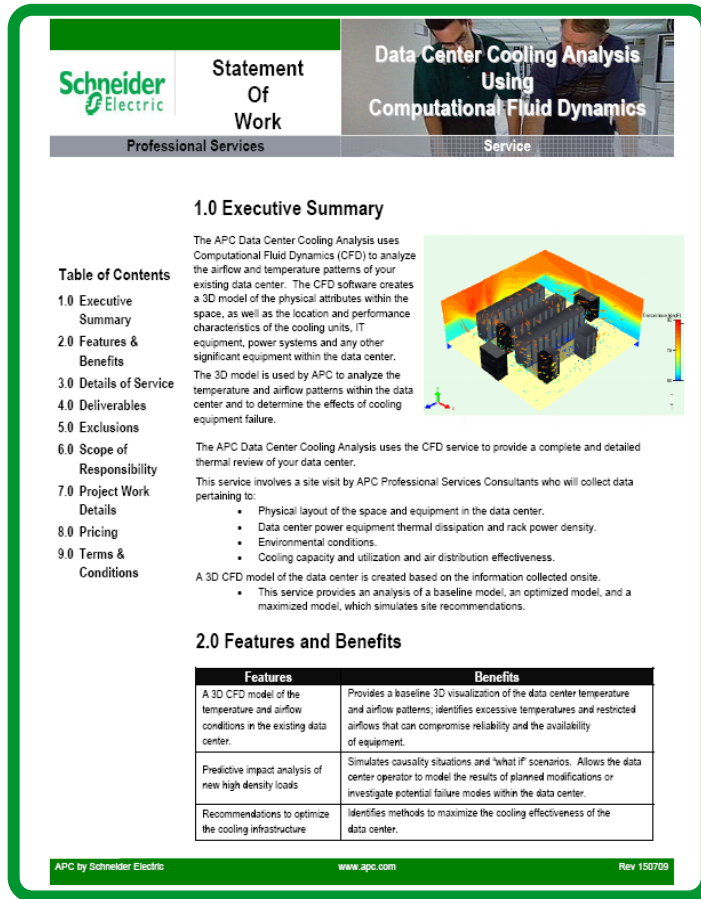 Schneider
Electric
Statement
Of
Work
Data Center Cooling Analysis
Using
Computational Fluid Dynamics
Professional Services
Service
Table of Contents
1.0 Executive
Summary
2.0 Features &
Benefits
3.0 Details of Service
4.0 Deliverables
5.0 Exclusions
6.0 Scope of
Responsibility
7.0 Project Work
Details
8.0 Pricing
9.0 Terms &
Conditions
1.0 Executive Summary
The APC Data Center Cooling Analysis uses
Computational Fluid Dynamics (CFD) to analyze
the airflow and temperature patterns of your
existing data center. The CFD software creates
a 3D model of the physical attributes within the
space, as well as the location and performance
characteristics of the cooling units, IT
equipment, power systems and any other
significant equipment within the data center.
The 3D model is used by APC to analyze the
temperature and airflow patterns within the data
center and to determine the effects of cooling
equipment failure.
The APC Data Center Cooling Analysis uses the CFD service to provide a complete and detailed
thermal review of your data center.
This service involves a site visit by APC Professional Services Consultants who will collect data
pertaining to:
• Physical layout of the space and equipment in the data center.
• Data center power equipment thermal dissipation and rack power density.
• Environmental conditions.
• Cooling capacity and utilization and air distribution effectiveness.
A 3D CFD model of the data center is created based on the information collected onsite.
• This service provides an analysis of a baseline model, an optimized model, and a
maximized model, which simulates site recommendations.
2.0 Features and Benefits
Features
Benefits
A 3D CFD model of the
temperature and airflow
conditions in the existing data
center.
Provides a baseline 3D visualization of the data center temperature
and airflow patterns; identifies excessive temperatures and restricted
airflows that can compromise reliability and the availability
of equipment.
Predictive impact analysis of
new high density loads
Simulates causality situations and "what if" scenarios. Allows the data
center operator to model the results of planned modifications or
investigate potential failure modes within the data center.
Recommendations to optimize
the cooling infrastructure
Identifies methods to maximize the cooling effectiveness of the
data center.
APC by Schneider Electric
www.apc.com
Rev 150709